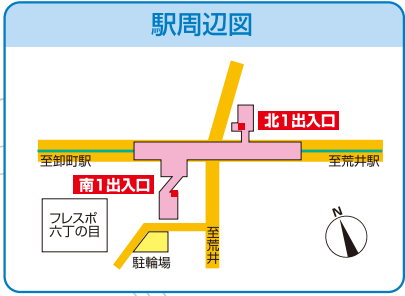 駅周辺図
北1出入口
至卸町駅
至荒井駅
南1出入口
フレスポ
六丁の目
至荒井
駐輪場
N